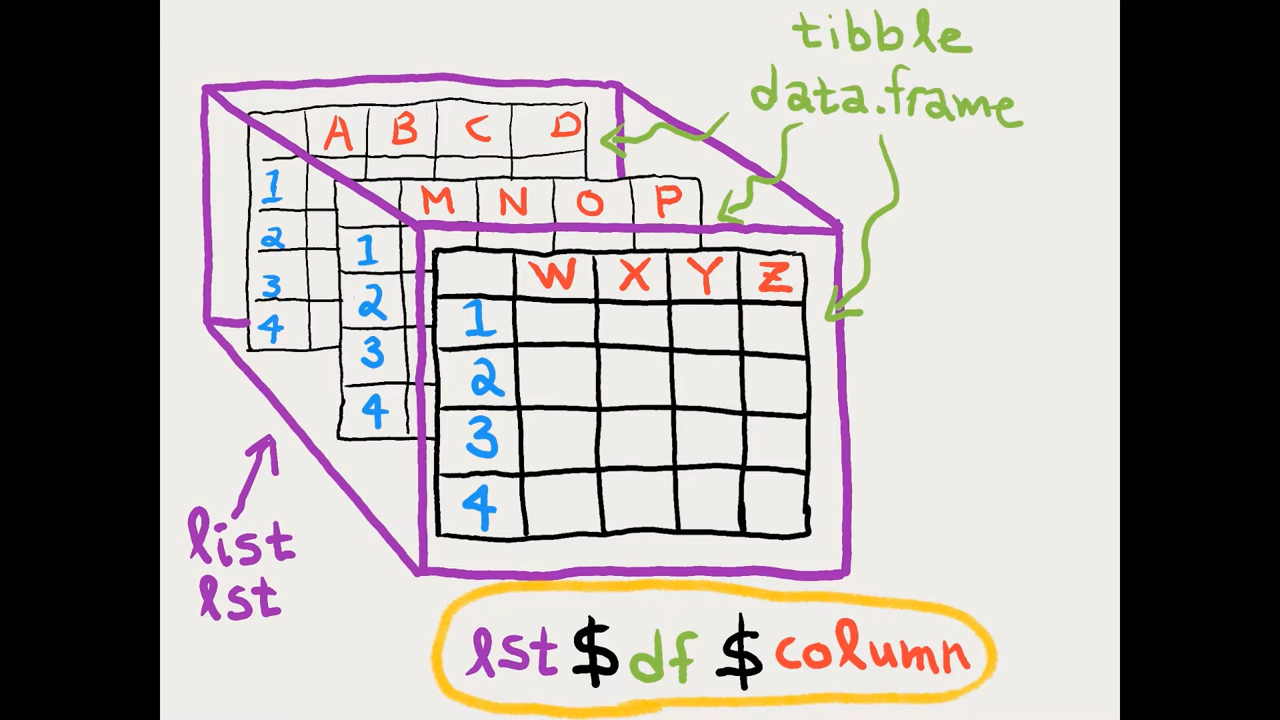 tibble
data.frame
A B C D
1
2
3
4
M N O P
1
2
3
4
W X Y Z
1
2
3
4
list
lst
lst $ df $ column